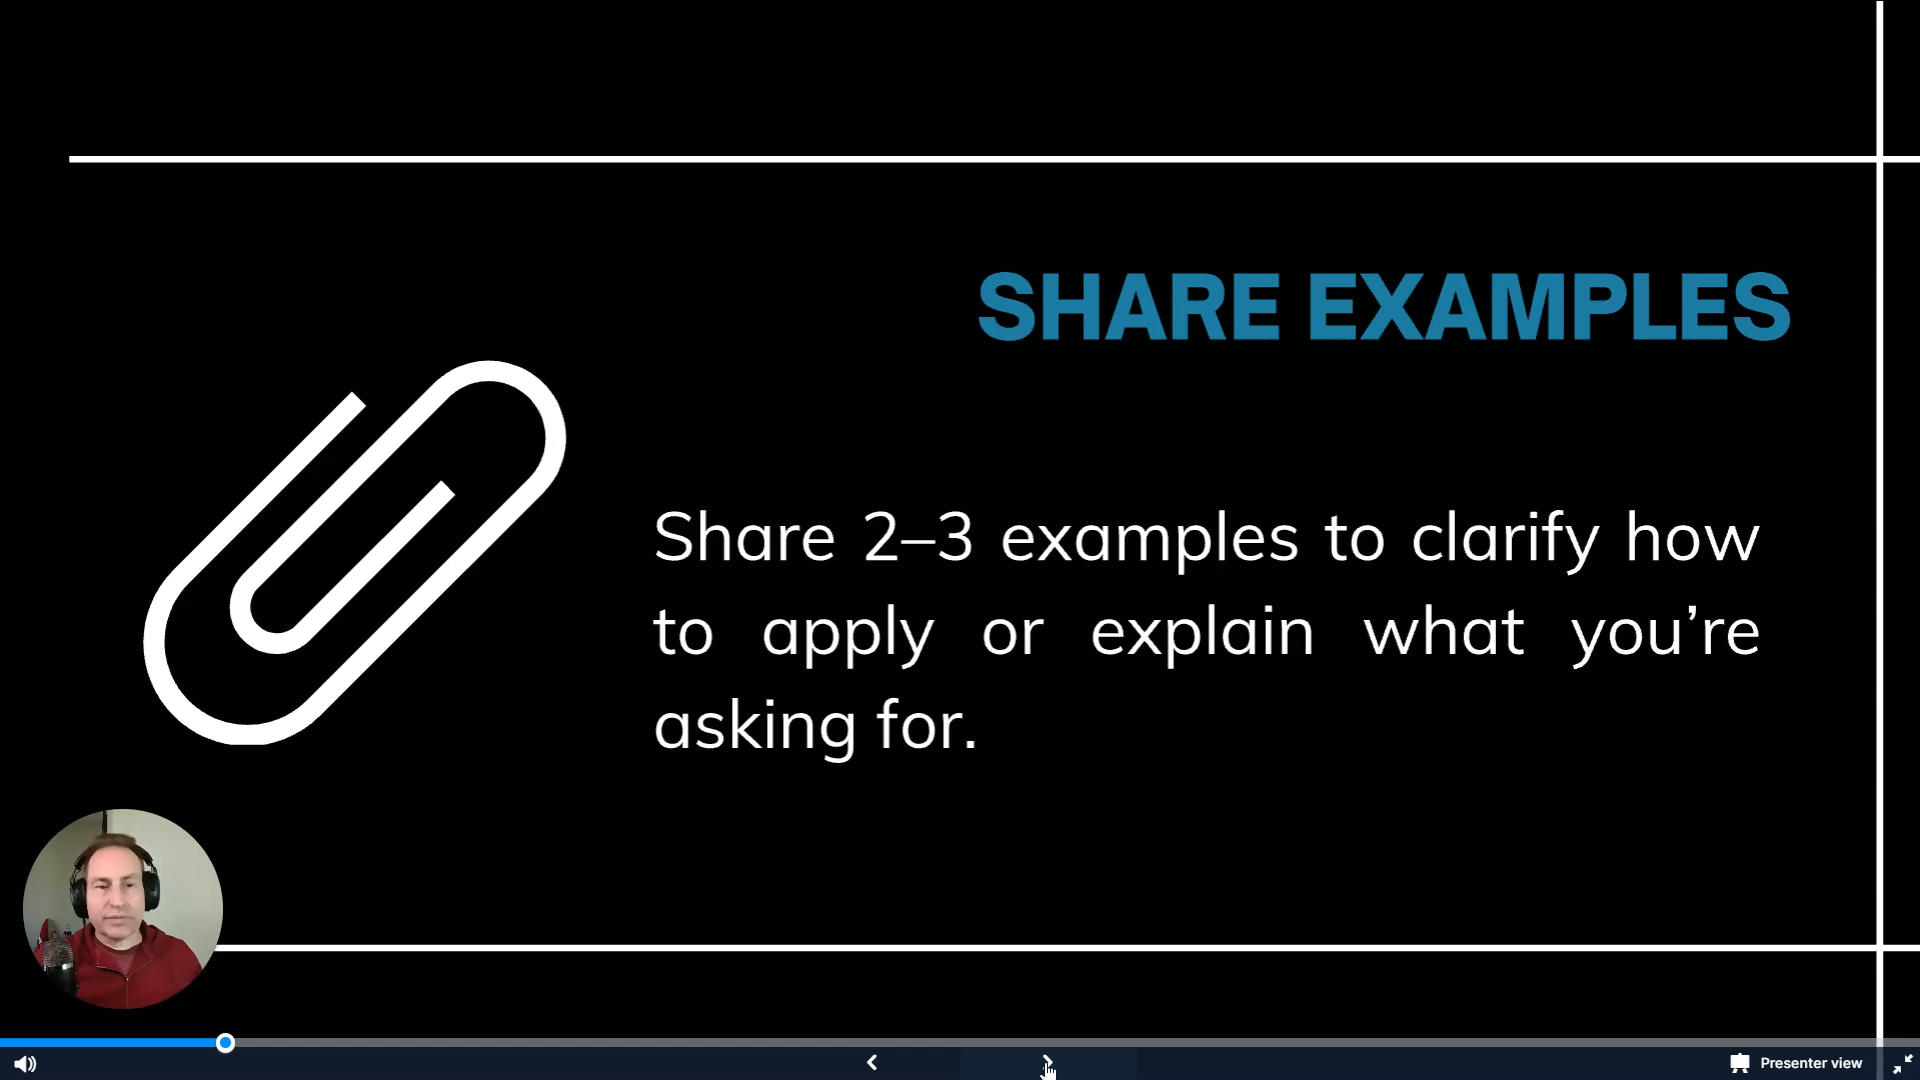 SHARE EXAMPLES
Share 2–3 examples to clarify how
to apply or explain what you’re
asking for.
Presenter view